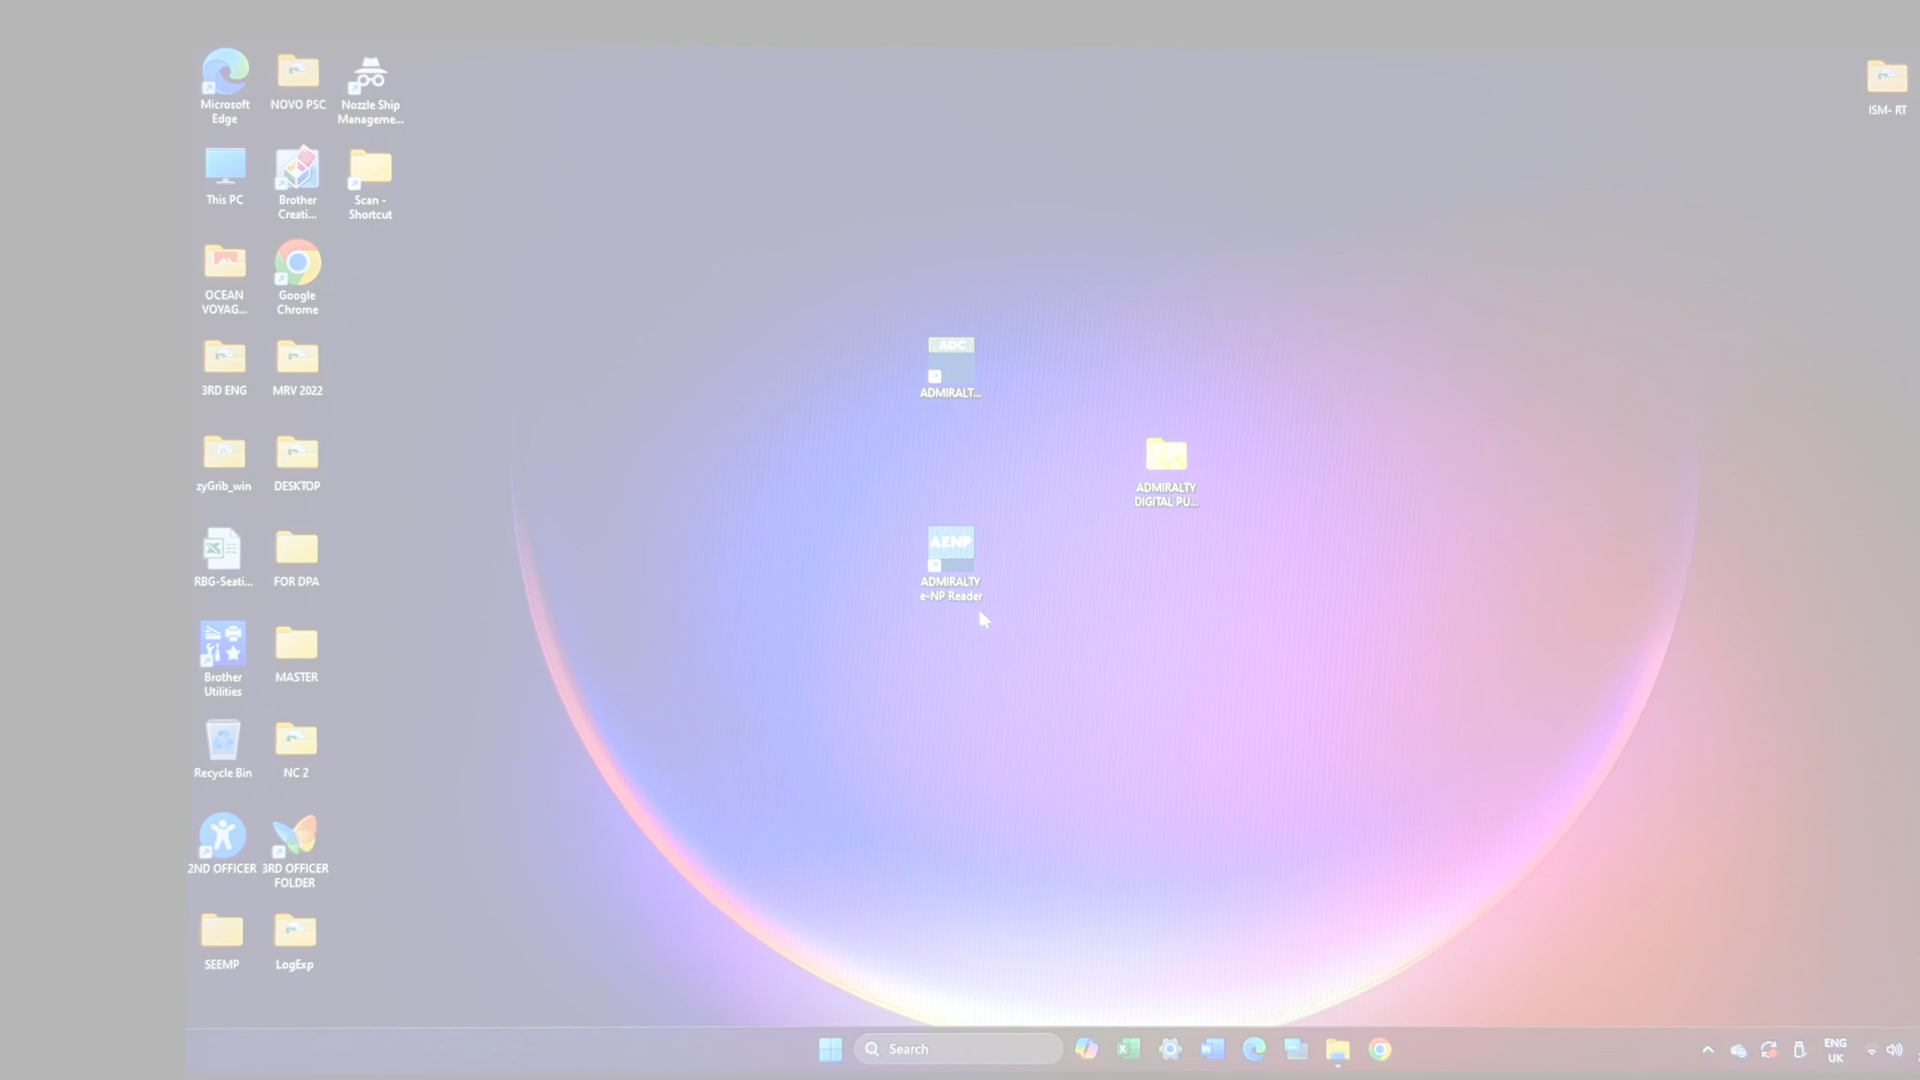 Microsoft
Edge
NOVO PSC
Nozzle Ship
Manageme...
ISM- RT
This PC
Brother
Creati...
Scan -
Shortcut
OCEAN
VOYAG...
Google
Chrome
3RD ENG
MRV 2022
ADC
ADMIRALT...
zyGrib_win
DESKTOP
ADMIRALTY
DIGITAL PU...
RBG-Seati...
FOR DPA
AENP
ADMIRALTY
e-NP Reader
Brother
Utilities
MASTER
Recycle Bin
NC 2
2ND OFFICER
3RD OFFICER
FOLDER
SEEMP
LogExp
Search
ENG
UK